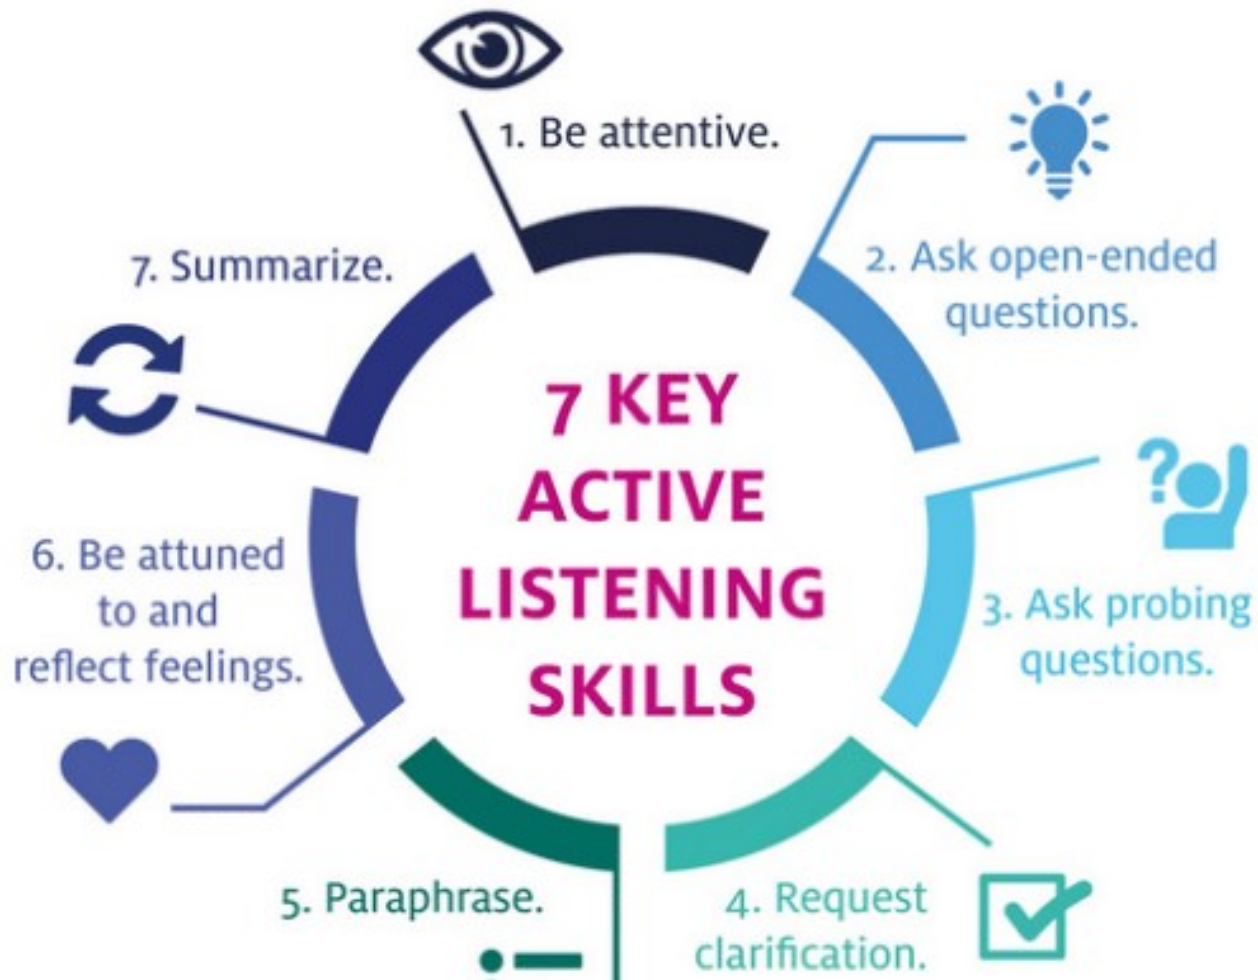 1. Be attentive.
2. Ask open-ended
questions.
7. Summarize.
7 KEY
ACTIVE
LISTENING
SKILLS
?
3. Ask probing
questions.
6. Be attuned
to and
reflect feelings.
5. Paraphrase.
4. Request
clarification.